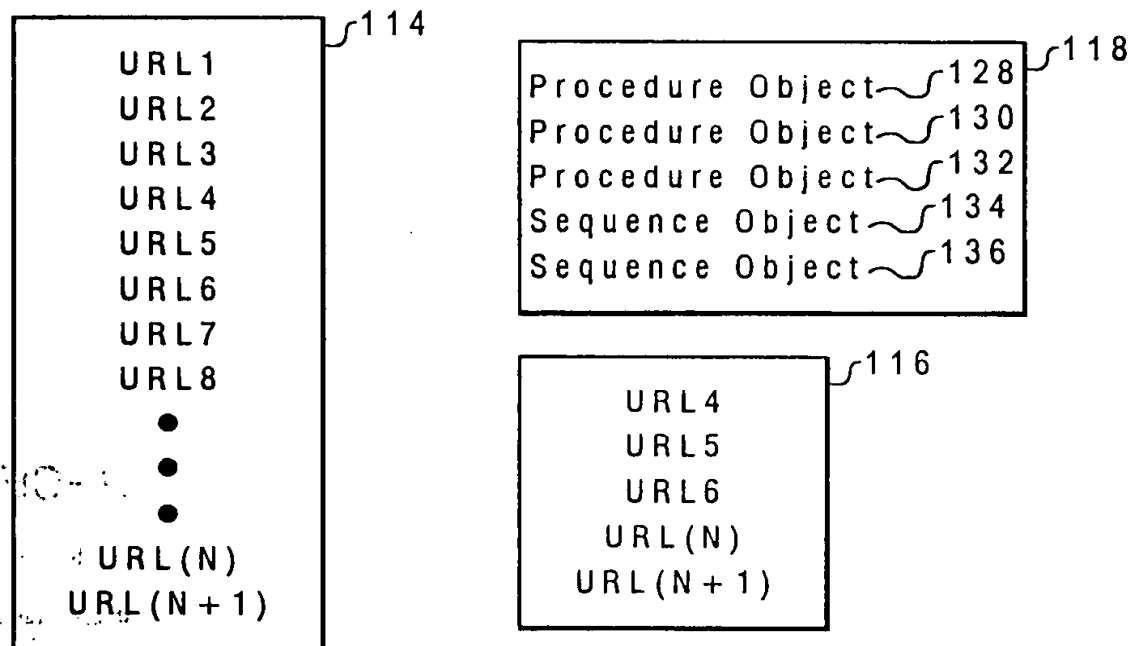 114
URL1
URL2
URL3
URL4
URL5
URL6
URL7
URL8
URL(N)
URL(N+1)
118
Procedure Object 128
Procedure Object 130
Procedure Object 132
Sequence Object 134
Sequence Object 136
116
URL4
URL5
URL6
URL(N)
URL(N+1)